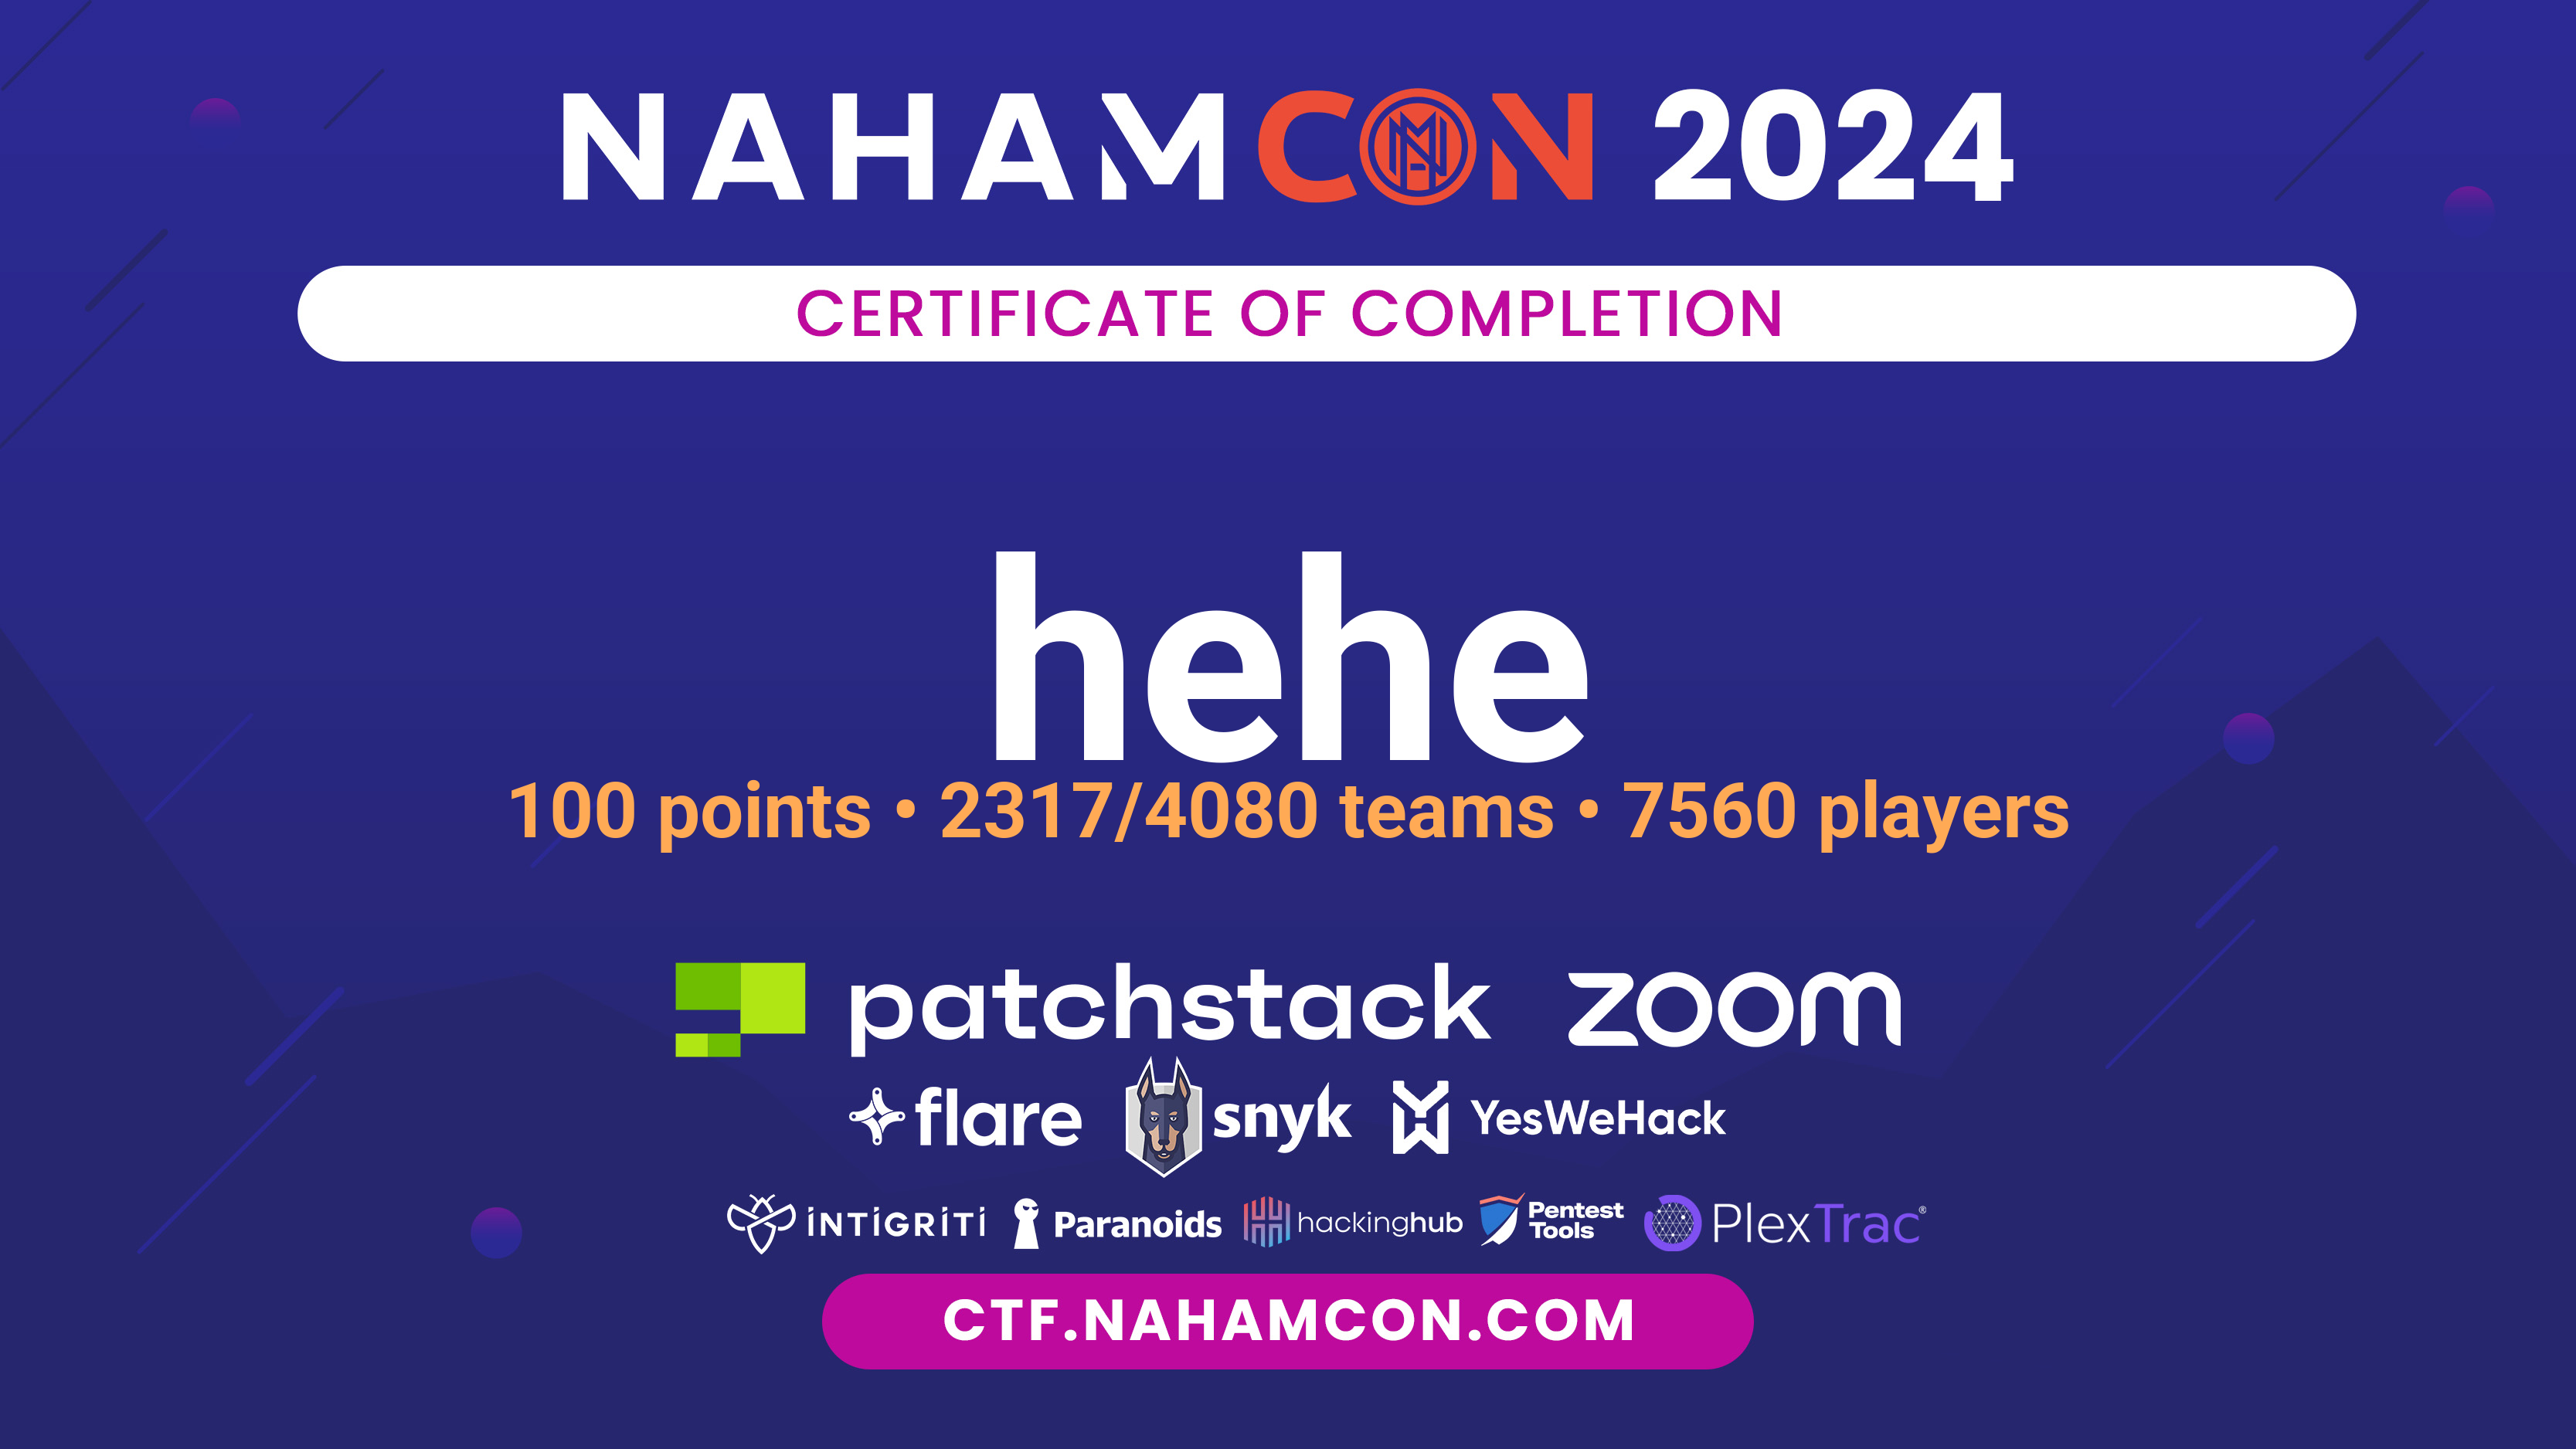 NAHAMCON 2024
CERTIFICATE OF COMPLETION
hehe
100 points • 2317/4080 teams • 7560 players
patchstack zoom
flare snyk YesWeHack
INTIGRITI Paranoids hackinghub Pentest Tools PlexTrac®
CTF.NAHAMCON.COM